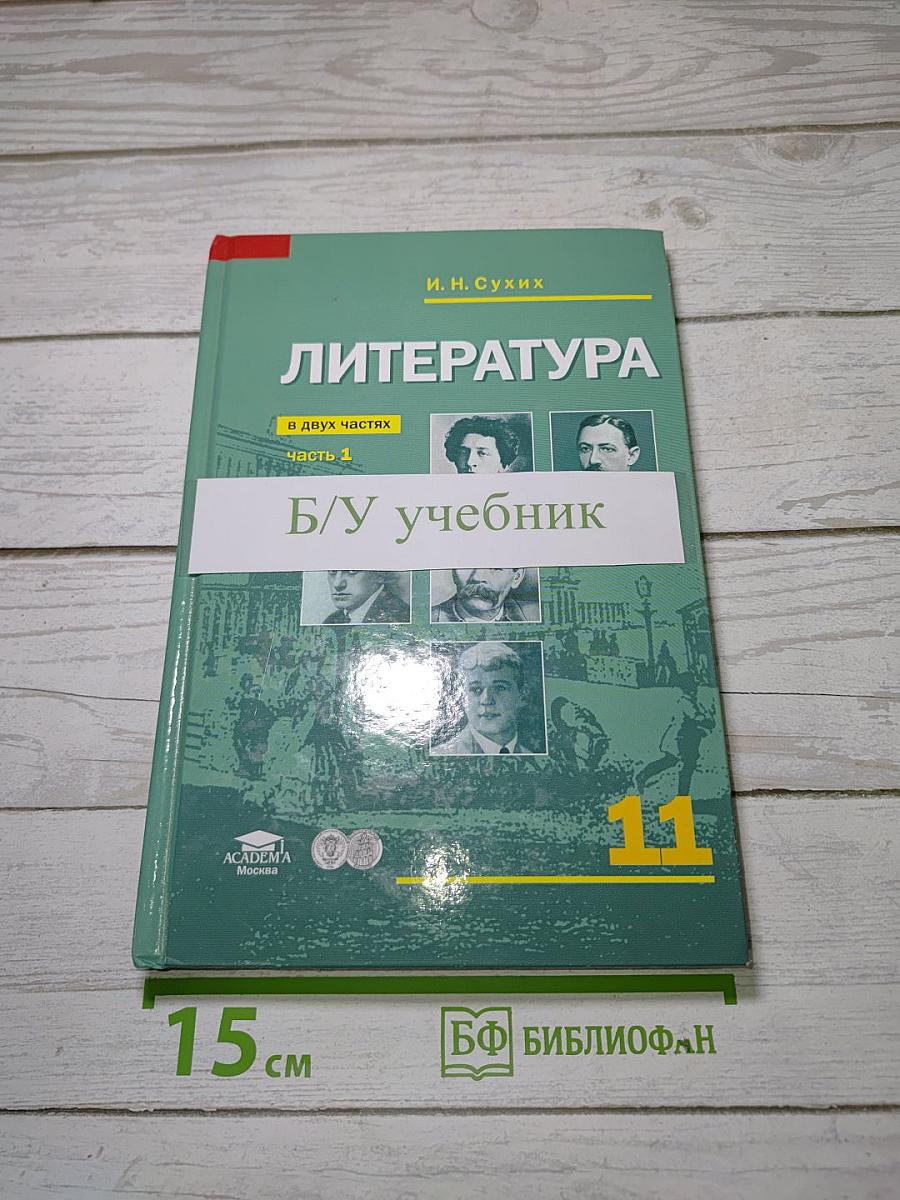 И. Н. Сухих
ЛИТЕРАТУРА
в двух частях
часть 1
Б/У учебник
11
ACADEMA
Москва
15 см
БФ БИБЛИОФАН